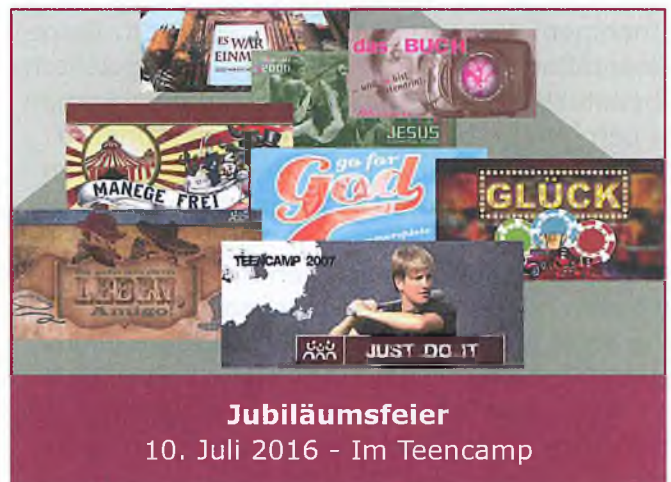 ES WAR
EINM
das BUCH
2000
JESUS
MANEGE FREI
go for
God
GLÜCK
LEBEN,
Amigo!
TEENCAMP 2007
JUST DO IT
Jubiläumsfeier
10. Juli 2016 - Im Teencamp